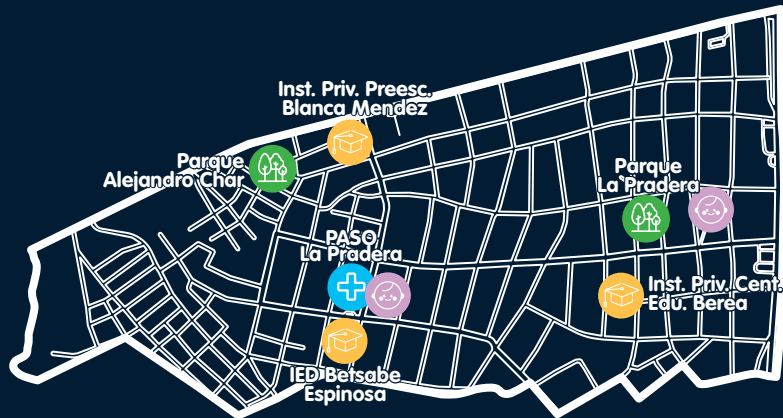 Inst. Priv. Preesc.
Blanca Mendez
Parque
Alejandro Char
Parque
La Pradera
PASO
La Pradera
Inst. Priv. Cent.
Edu. Berea
IED Betsabe
Espinosa